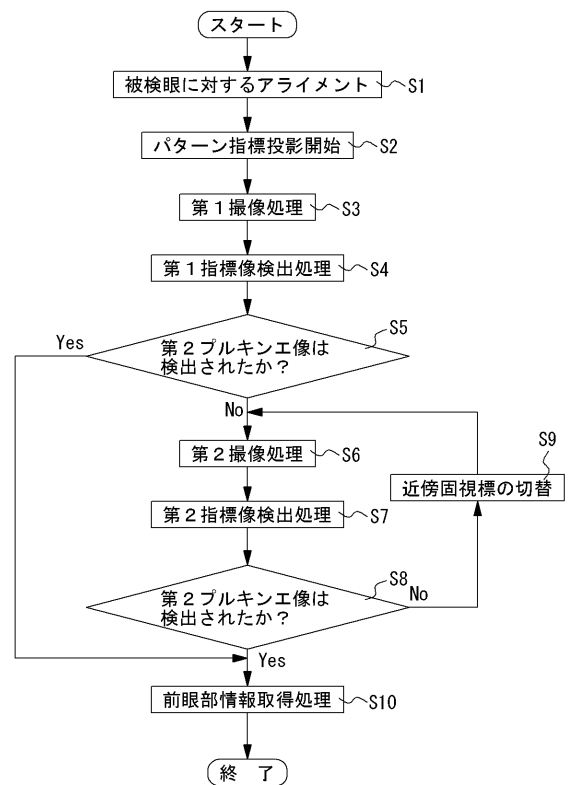 スタート
被検眼に対するアライメント
S1
パターン指標投影開始
S2
第1撮像処理
S3
第1指標像検出処理
S4
S5
Yes
第2プルキンエ像は
検出されたか?
No
S9
第2撮像処理
S6
近傍固視標の切替
第2指標像検出処理
S7
S8
第2プルキンエ像は
検出されたか?
No
Yes
前眼部情報取得処理
S10
終 了